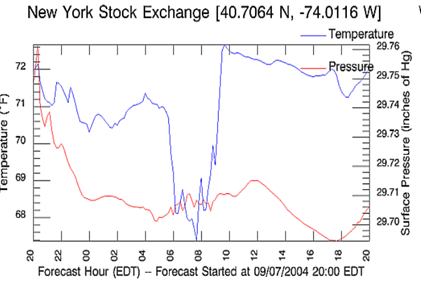 New York Stock Exchange [40.7064 N, -74.0116 W]
Temperature
Pressure
Temperature (°F)
72
71
70
69
68
29.76
29.75
29.74
29.73
29.72
29.71
29.70
Surface Pressure (inches of Hg)
20 22 00 02 04 06 08 10 12 14 16 18 20
Forecast Hour (EDT) -- Forecast Started at 09/07/2004 20:00 EDT